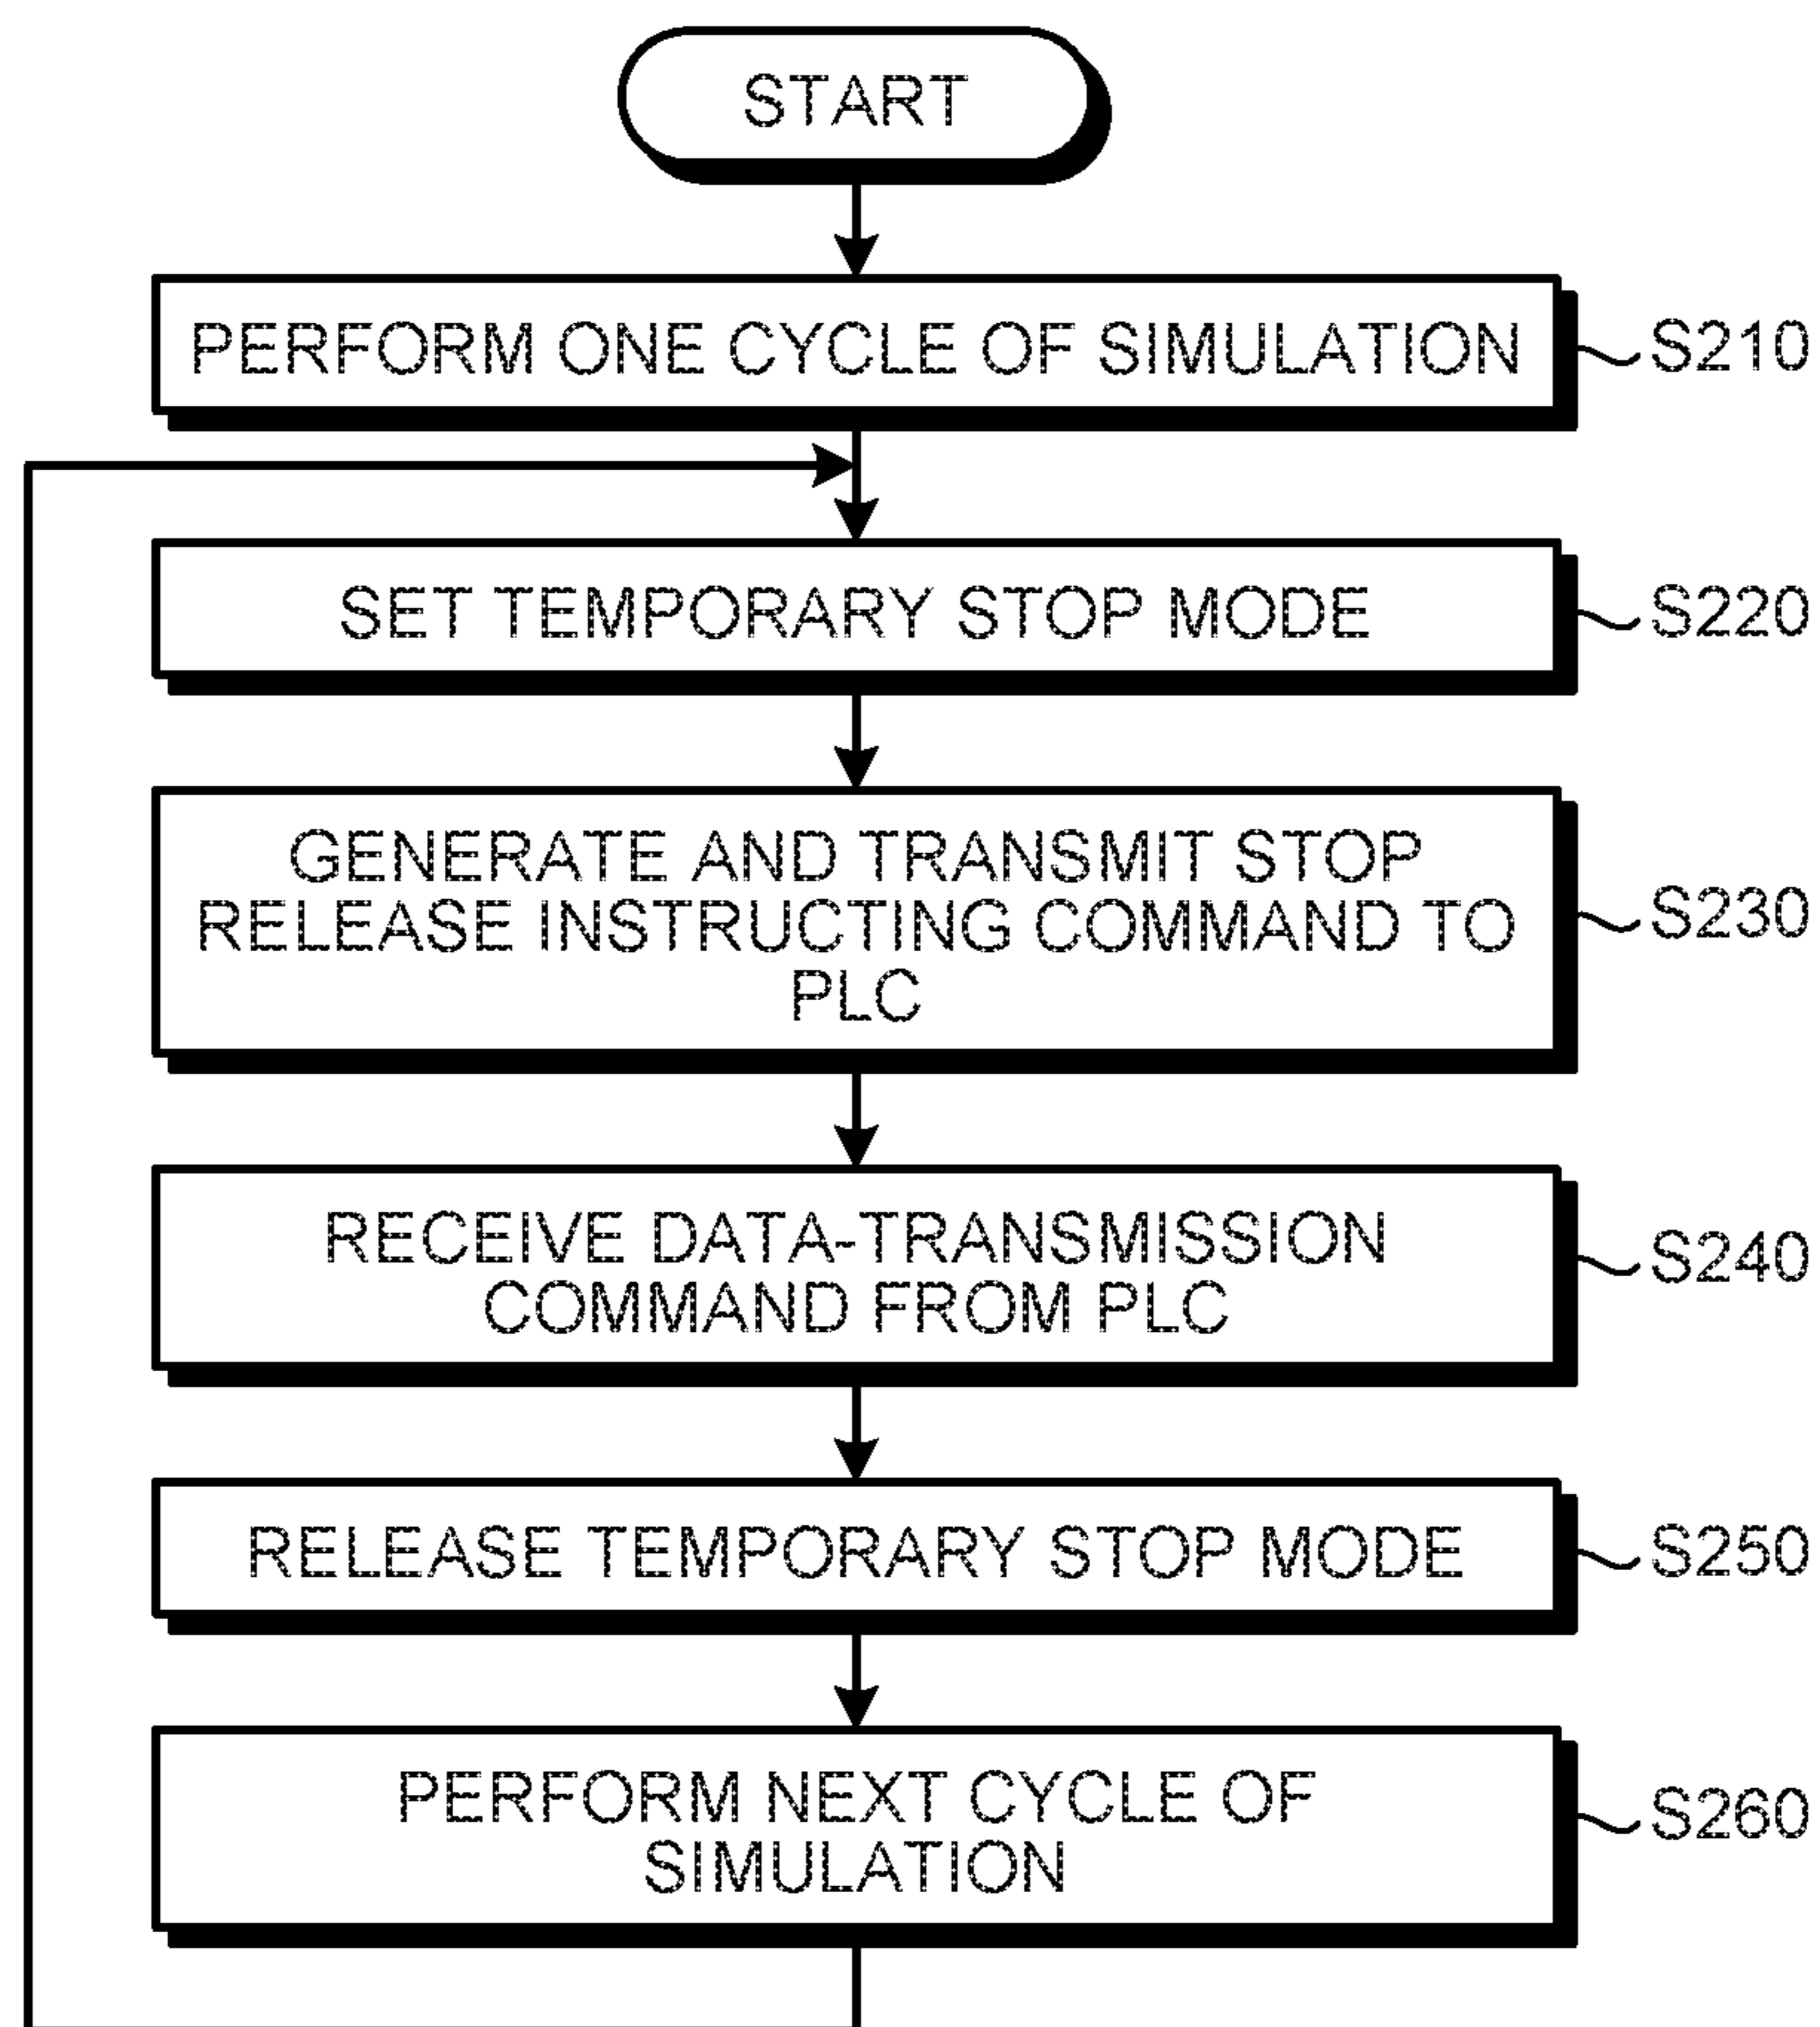 START
PERFORM ONE CYCLE OF SIMULATION
S210
SET TEMPORARY STOP MODE
S220
GENERATE AND TRANSMIT STOP
RELEASE INSTRUCTING COMMAND TO
PLC
S230
RECEIVE DATA-TRANSMISSION
COMMAND FROM PLC
S240
RELEASE TEMPORARY STOP MODE
S250
PERFORM NEXT CYCLE OF
SIMULATION
S260